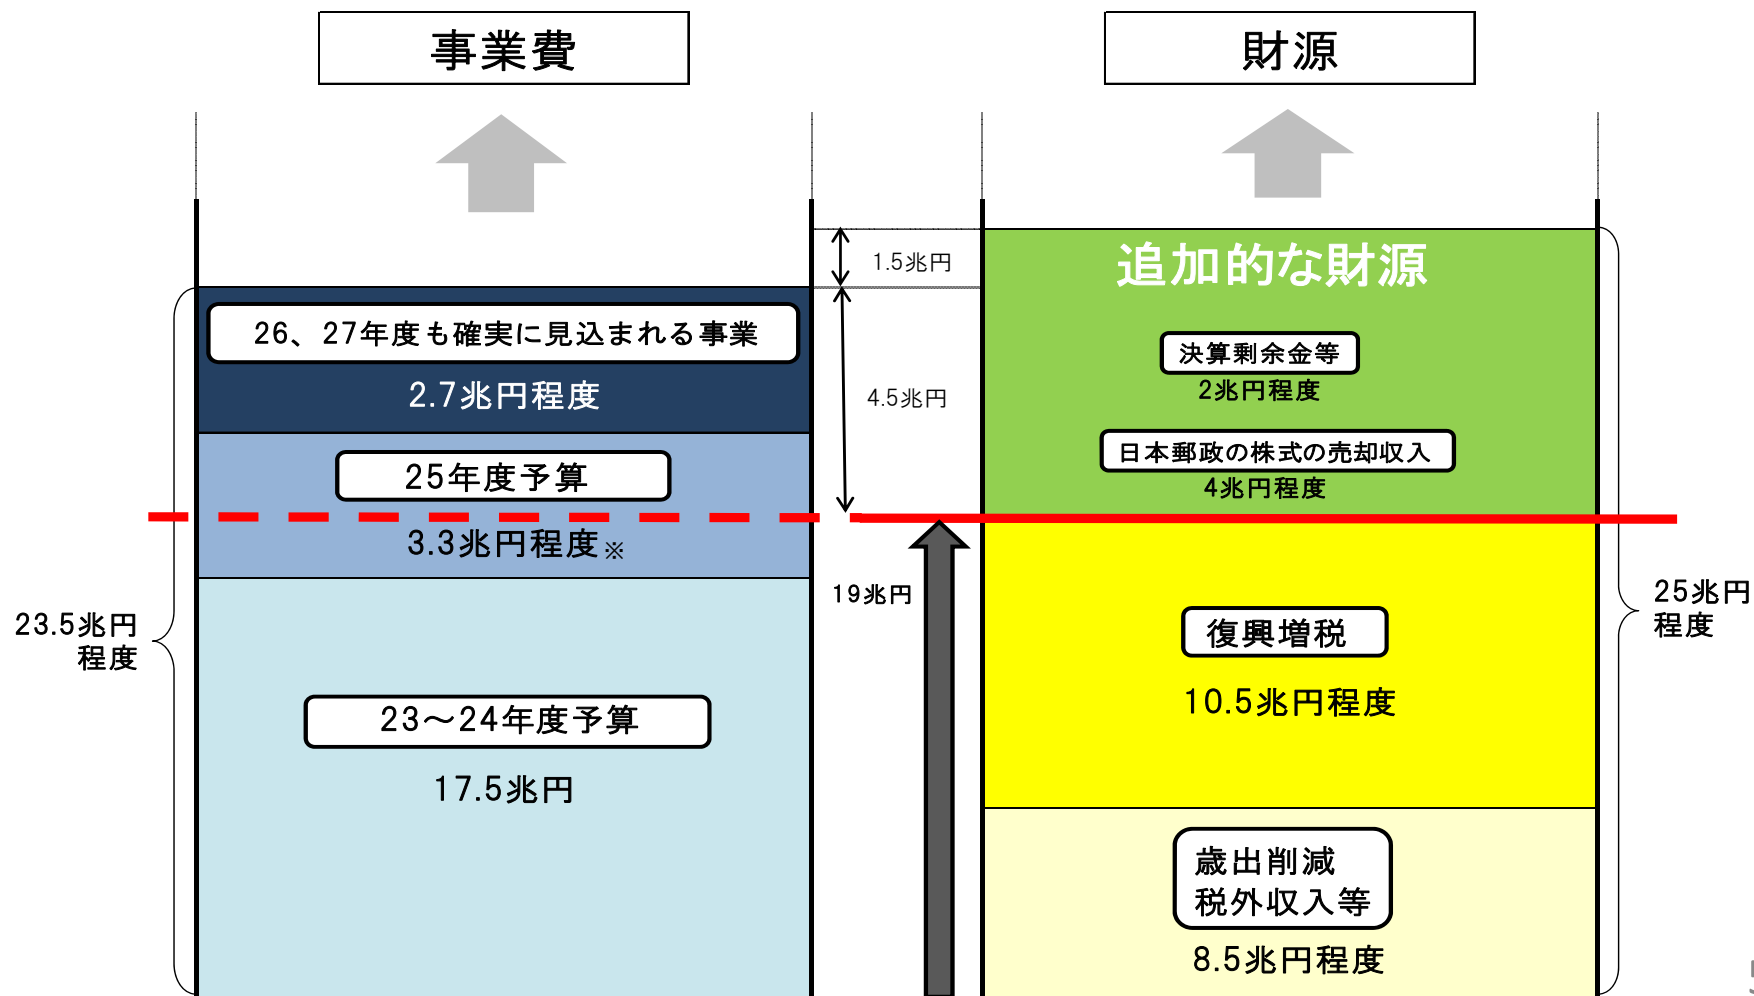 事業費
財源
1.5兆円
追加的な財源
26、27年度も確実に見込まれる事業
2.7兆円程度
4.5兆円
決算剰余金等
2兆円程度
日本郵政の株式の売却収入
4兆円程度
25年度予算
3.3兆円程度※
19兆円
23.5兆円
程度
25兆円
程度
復興増税
10.5兆円程度
23～24年度予算
17.5兆円
歳出削減
税外収入等
8.5兆円程度